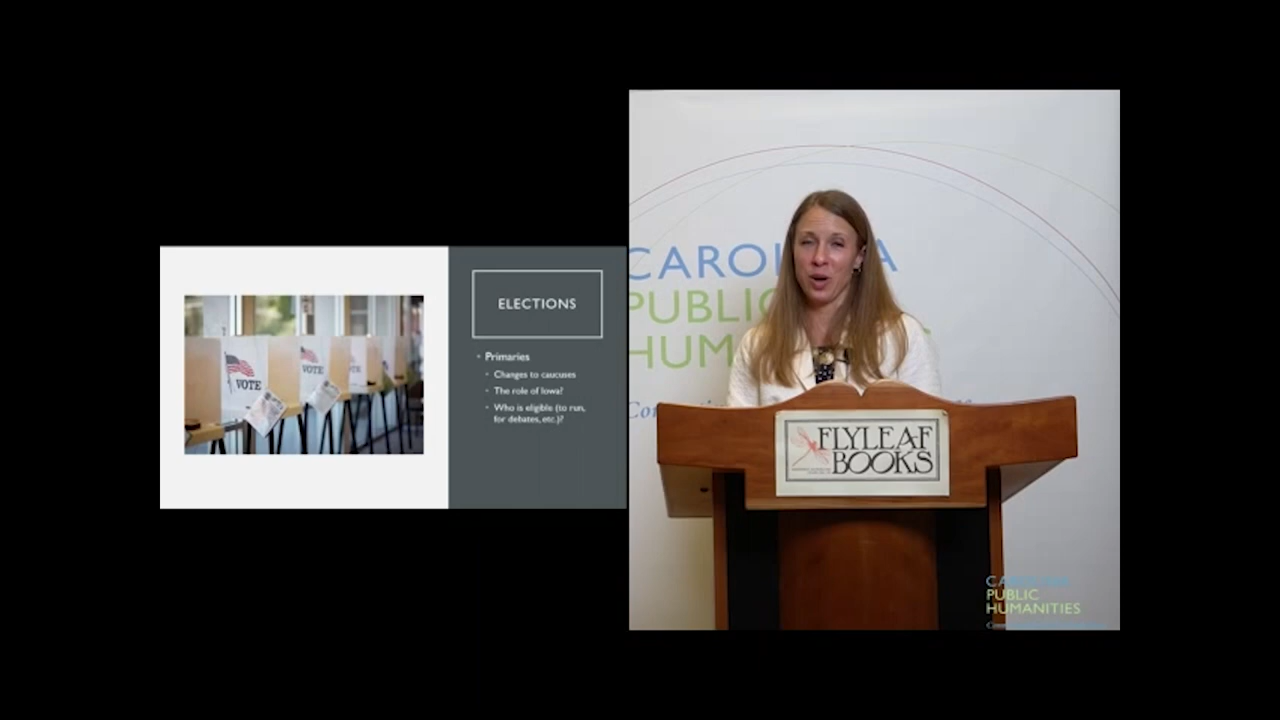 ELECTIONS
Primaries
Changes to caucuses
The role of Iowa?
Who is eligible (to run,
for debates, etc.)?
VOTE
VOTE
CAROLINA
PUBLIC
HUM
FLYLEAF
BOOKS
CAROLINA
PUBLIC
HUMANITIES